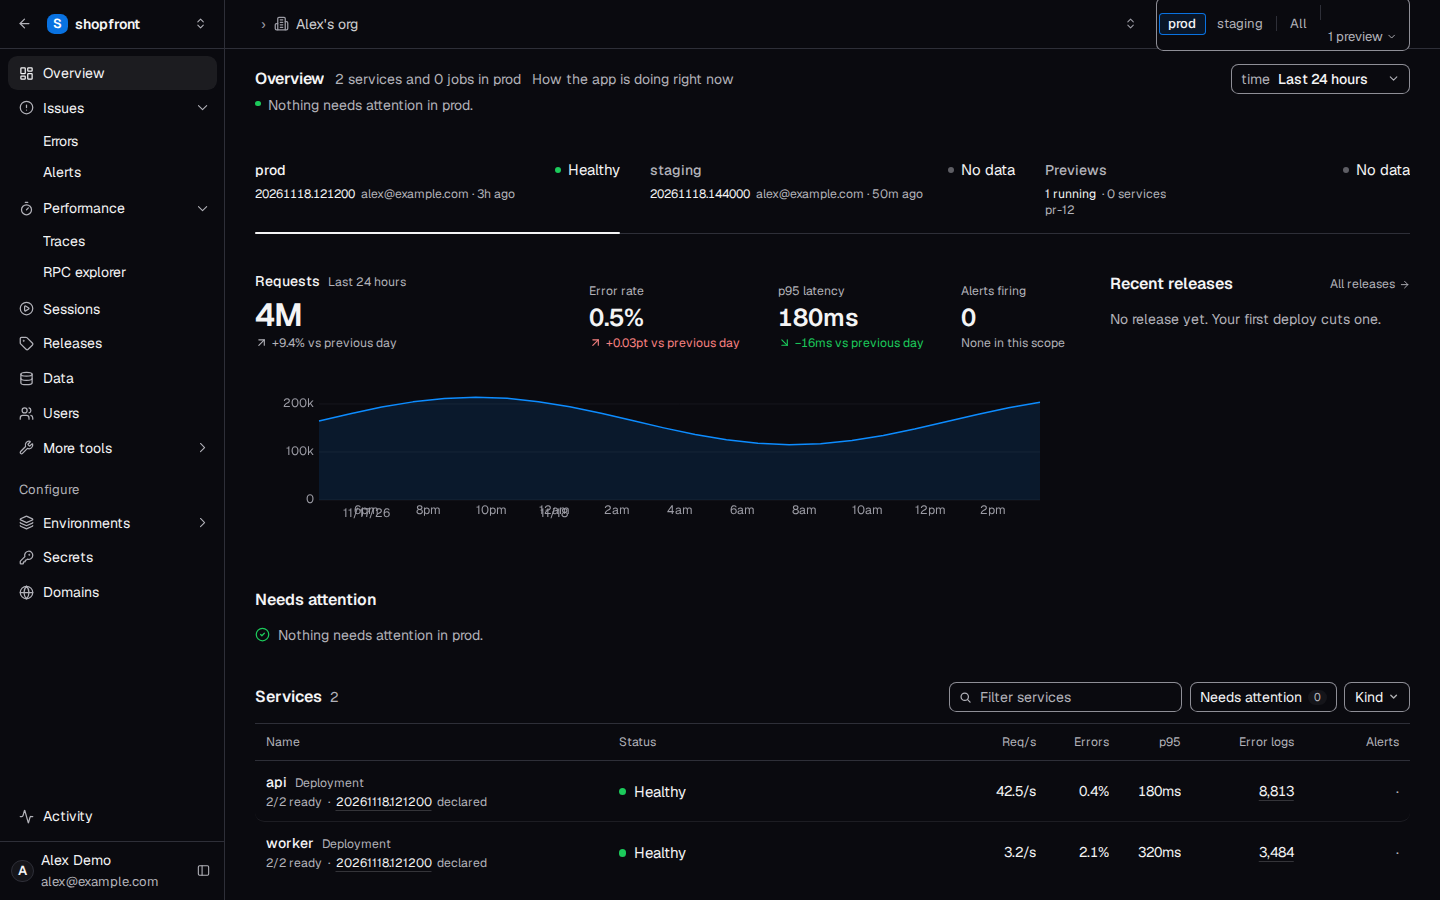 S shopfront
Overview
Issues
Errors
Alerts
Performance
Traces
RPC explorer
Sessions
Releases
Data
Users
More tools
Configure
Environments
Secrets
Domains
Activity
A Alex Demo
alex@example.com
› Alex's org
prod staging All 1 preview
Overview 2 services and 0 jobs in prod How the app is doing right now
time Last 24 hours
Nothing needs attention in prod.
prod Healthy
20261118.121200 alex@example.com · 3h ago
staging No data
20261118.144000 alex@example.com · 50m ago
Previews No data
1 running · 0 services
pr-12
Requests Last 24 hours
4M
+9.4% vs previous day
Error rate
0.5%
+0.03pt vs previous day
p95 latency
180ms
−16ms vs previous day
Alerts firing
0
None in this scope
Recent releases All releases →
No release yet. Your first deploy cuts one.
200k
100k
0
6pm 8pm 10pm 12am 2am 4am 6am 8am 10am 12pm 2pm
11/17/26 11/18
Needs attention
Nothing needs attention in prod.
Services 2
Filter services Needs attention 0 Kind
Name Status Req/s Errors p95 Error logs Alerts
api Deployment
2/2 ready · 20261118.121200 declared
Healthy 42.5/s 0.4% 180ms 8,813 ·
worker Deployment
2/2 ready · 20261118.121200 declared
Healthy 3.2/s 2.1% 320ms 3,484 ·